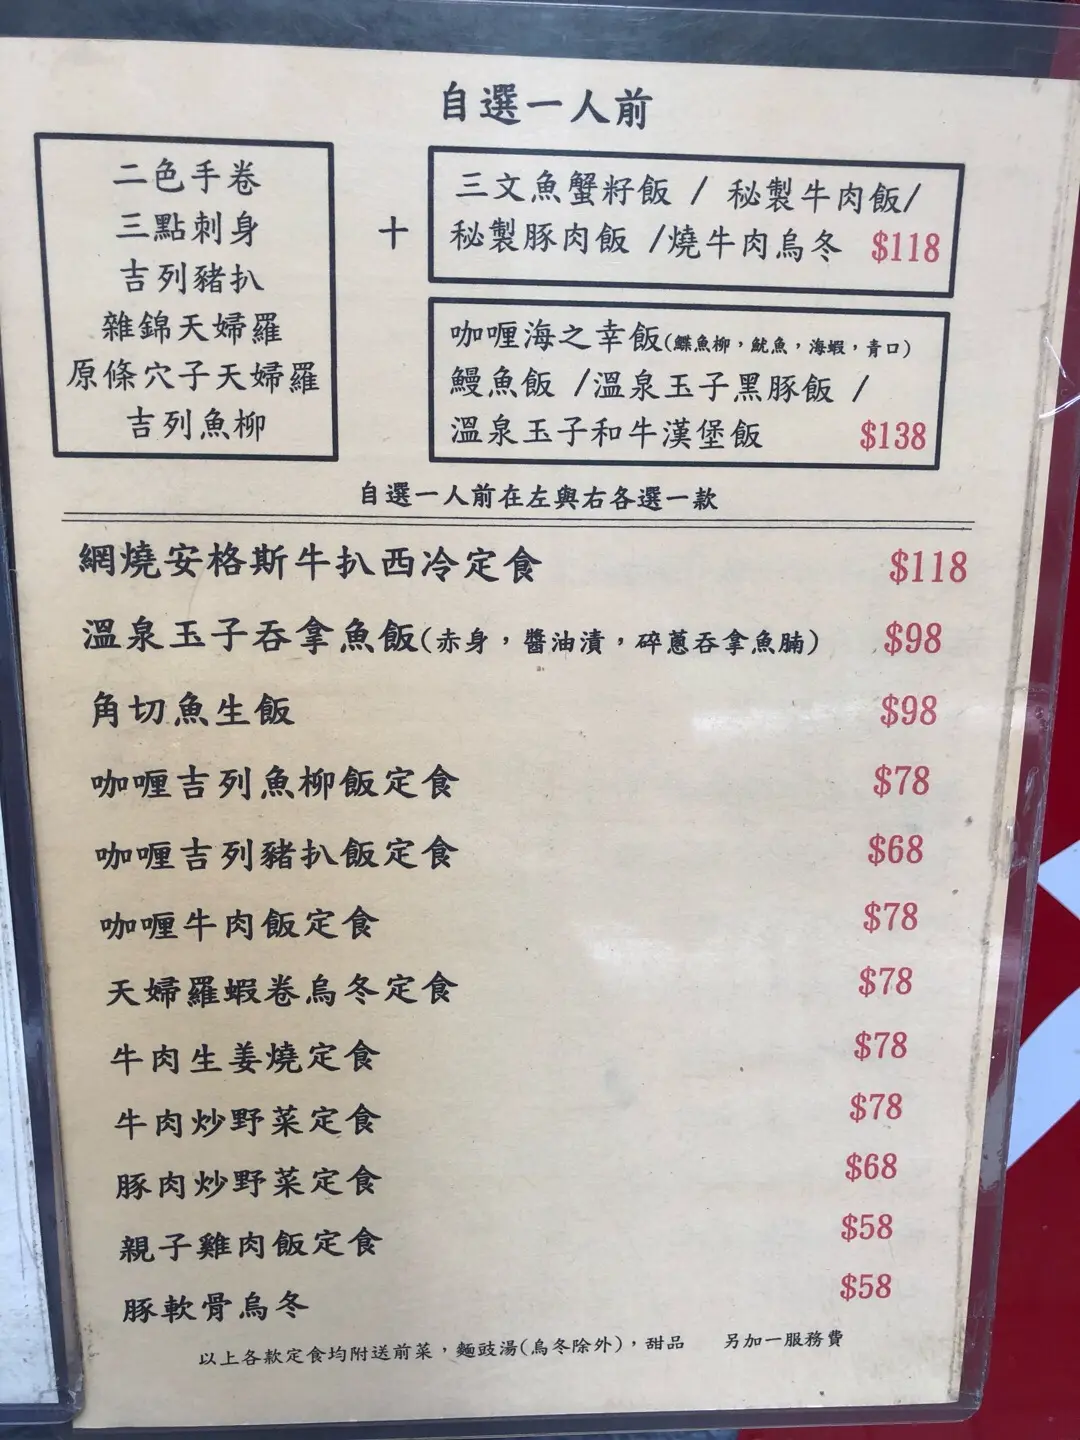 自選一人前
二色手卷
三點刺身
吉列豬扒
雜錦天婦羅
原條穴子天婦羅
吉列魚柳
+
三文魚蟹籽飯 / 秘製牛肉飯/
秘製豚肉飯 /燒牛肉烏冬 $118
咖喱海之幸飯(鰈魚柳，魷魚，海蝦，青口)
鰻魚飯 /溫泉玉子黑豚飯 /
溫泉玉子和牛漢堡飯 $138
自選一人前在左與右各選一款
網燒安格斯牛扒西冷定食 $118
溫泉玉子吞拿魚飯(赤身，醬油漬，碎蔥吞拿魚腩) $98
角切魚生飯 $98
咖喱吉列魚柳飯定食 $78
咖喱吉列豬扒飯定食 $68
咖喱牛肉飯定食 $78
天婦羅蝦卷烏冬定食 $78
牛肉生姜燒定食 $78
牛肉炒野菜定食 $78
豚肉炒野菜定食 $68
親子雞肉飯定食 $58
豚軟骨烏冬 $58
以上各款定食均附送前菜，麵豉湯(烏冬除外)，甜品 另加一服務費